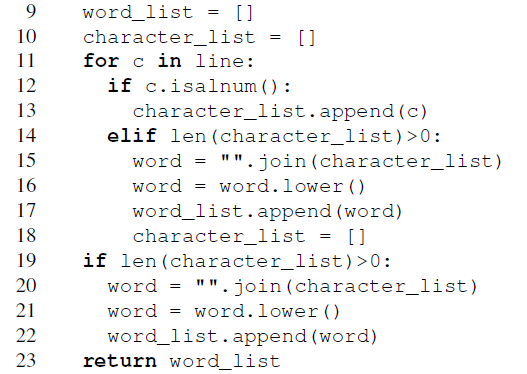 9 word_list = []
10 character_list = []
11 for c in line:
12 if c.isalnum():
13 character_list.append(c)
14 elif len(character_list)>0:
15 word = "".join(character_list)
16 word = word.lower()
17 word_list.append(word)
18 character_list = []
19 if len(character_list)>0:
20 word = "".join(character_list)
21 word = word.lower()
22 word_list.append(word)
23 return word_list